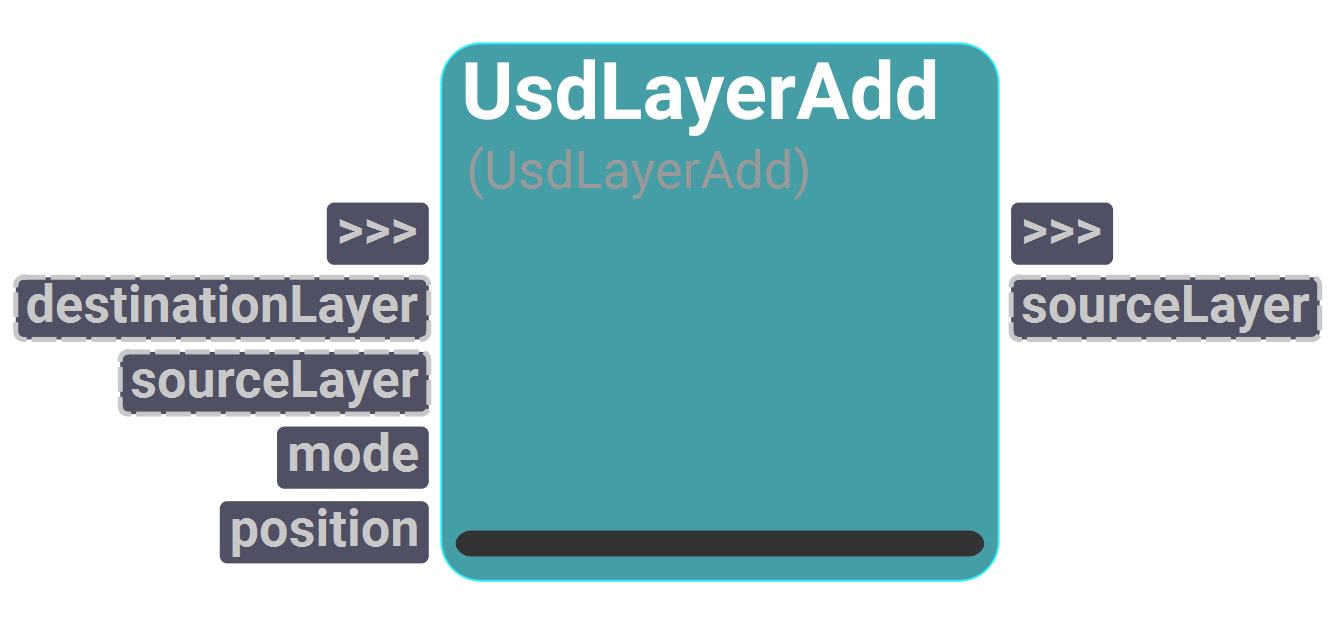 UsdLayerAdd
(UsdLayerAdd)
>>>
destinationLayer
sourceLayer
mode
position
>>>
sourceLayer